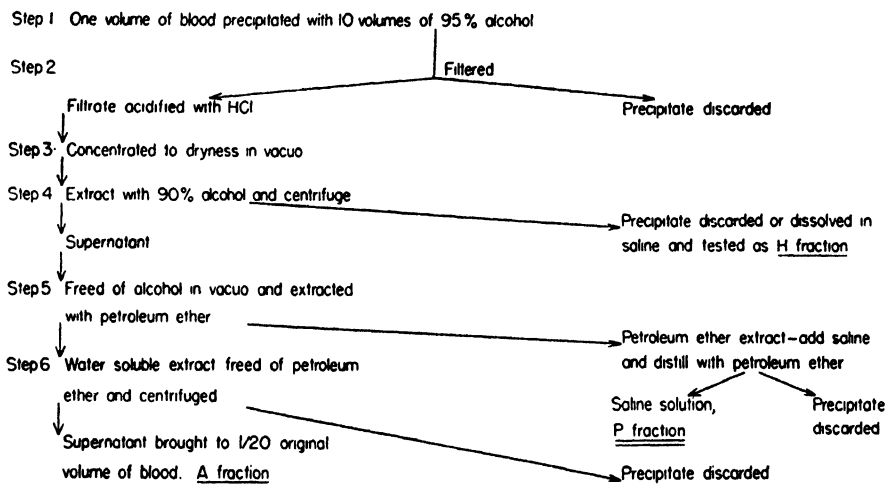 Step 1 One volume of blood precipitated with 10 volumes of 95% alcohol
Step 2
Filtered
Filtrate acidified with HCl
Precipitate discarded
Step 3. Concentrated to dryness in vacuo
Step 4 Extract with 90% alcohol and centrifuge
Precipitate discarded or dissolved in
saline and tested as H fraction
Supernatant
Step 5 Freed of alcohol in vacuo and extracted
with petroleum ether
Petroleum ether extract-add saline
and distill with petroleum ether
Step 6 Water soluble extract freed of petroleum
ether and centrifuged
Saline solution,
P fraction
Precipitate
discarded
Supernatant brought to 1/20 original
volume of blood. A fraction
Precipitate discarded